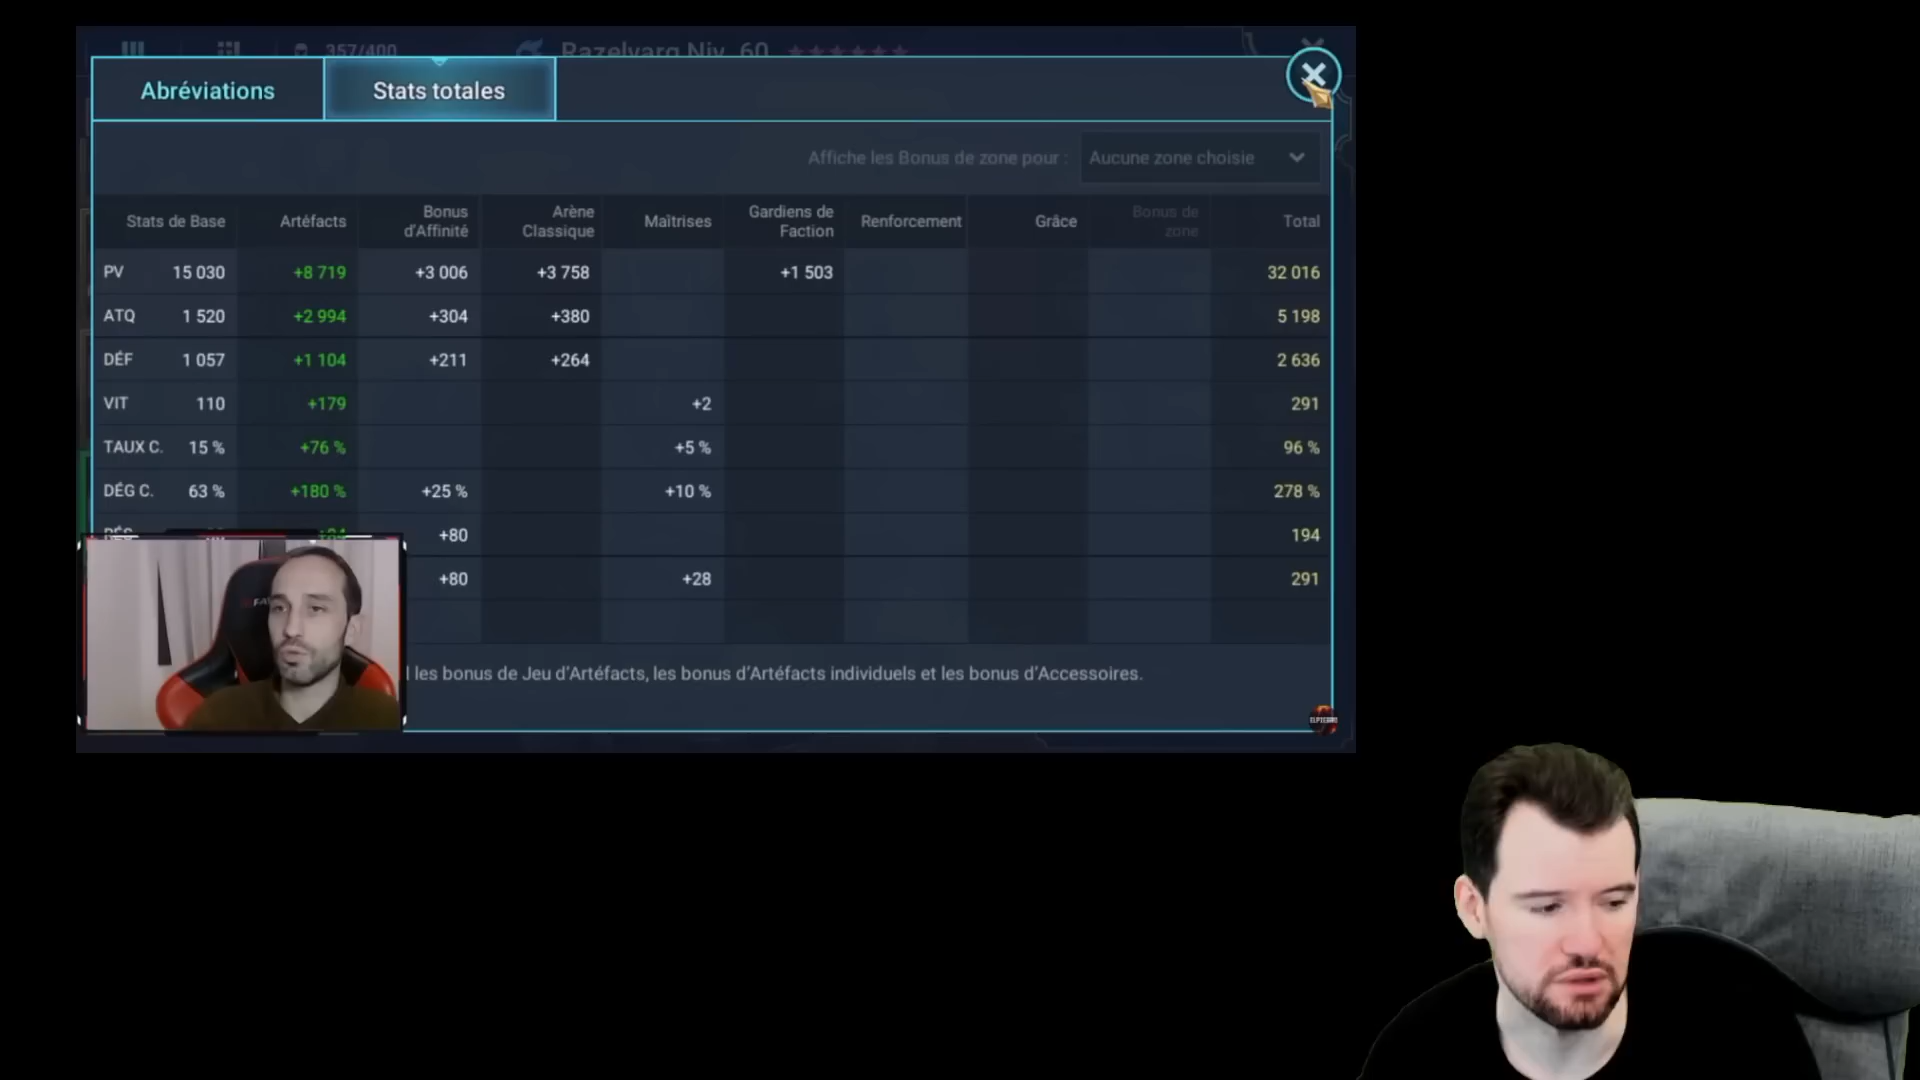 357/400 Razelvarg Niv. 60
Abréviations Stats totales
Affiche les Bonus de zone pour : Aucune zone choisie
Stats de Base Artéfacts Bonus d'Affinité Arène Classique Maîtrises Gardiens de Faction Renforcement Grâce Bonus de zone Total
PV 15 030 +8 719 +3 006 +3 758 +1 503 32 016
ATQ 1 520 +2 994 +304 +380 5 198
DÉF 1 057 +1 104 +211 +264 2 636
VIT 110 +179 +2 291
TAUX C. 15 % +76 % +5 % 96 %
DÉG C. 63 % +180 % +25 % +10 % 278 %
RÉS +80 194
+80 +28 291
les bonus de Jeu d'Artéfacts, les bonus d'Artéfacts individuels et les bonus d'Accessoires.